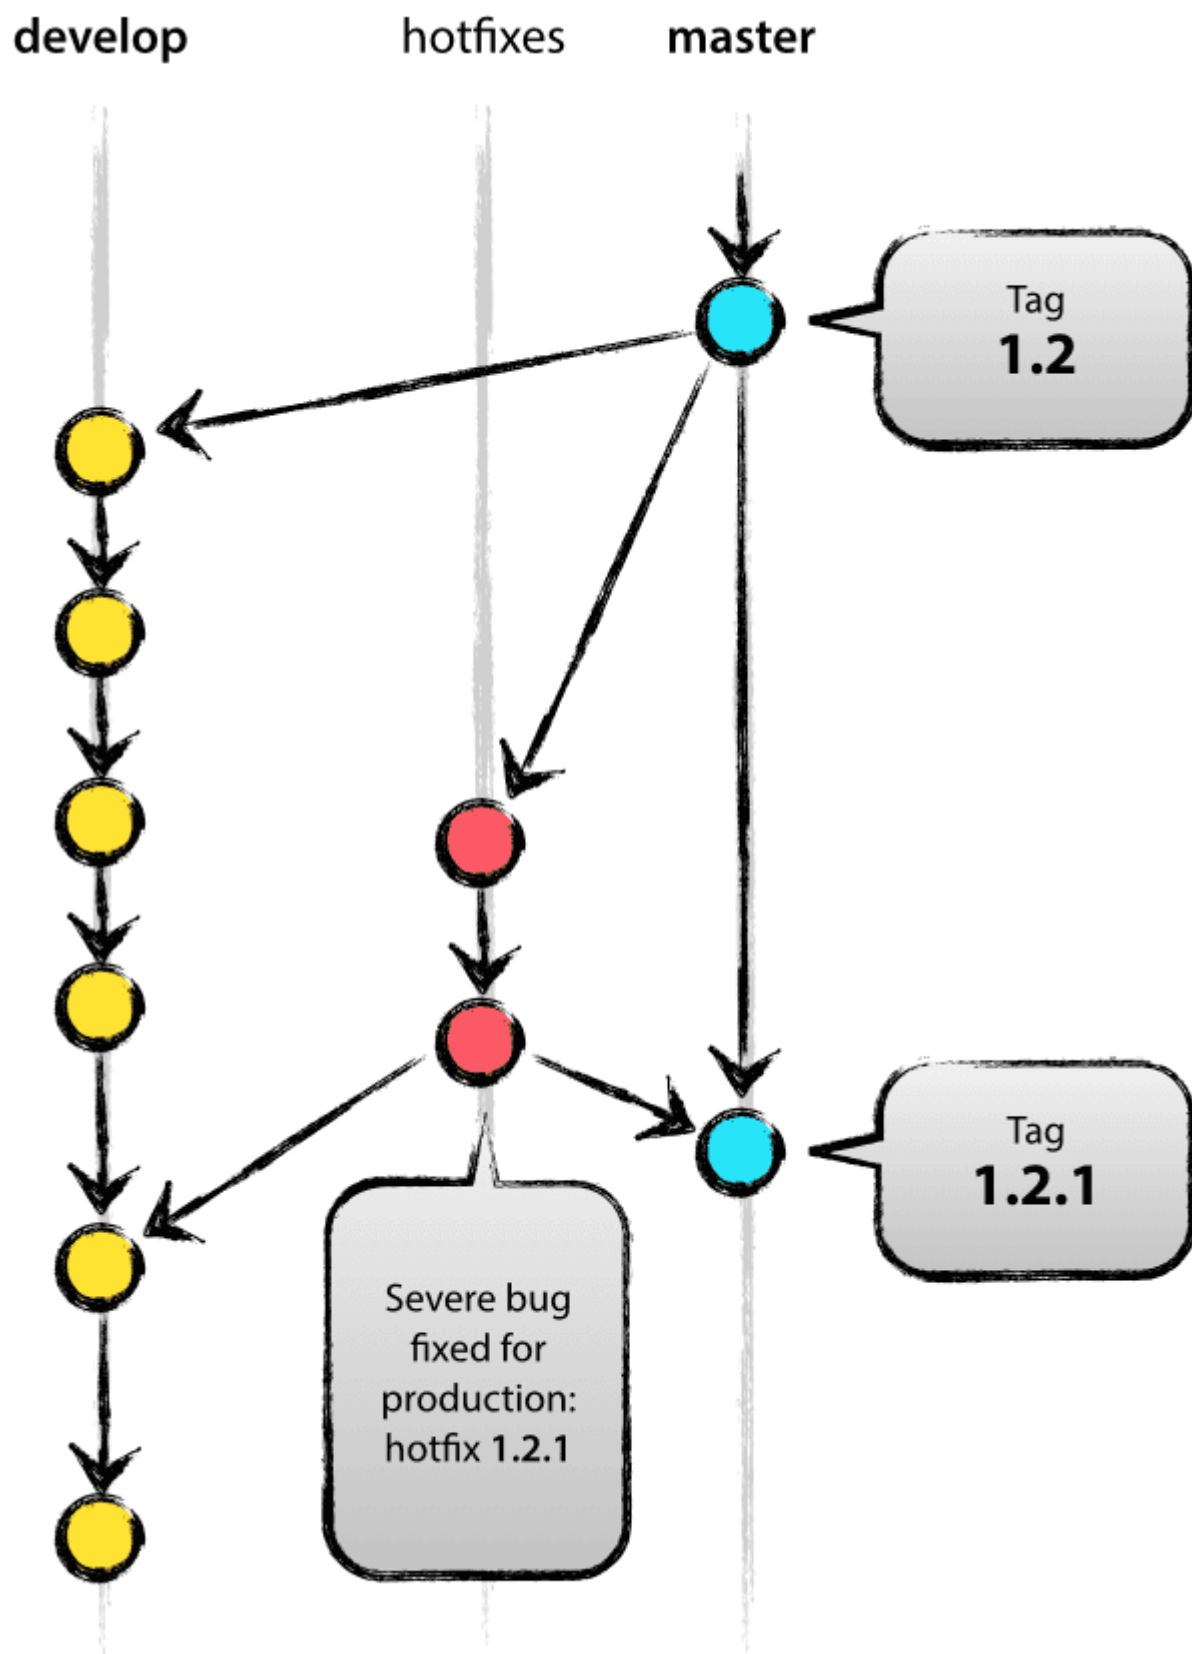 develop
hotfixes
master
Tag
1.2
Tag
1.2.1
Severe bug
fixed for
production:
hotfix 1.2.1